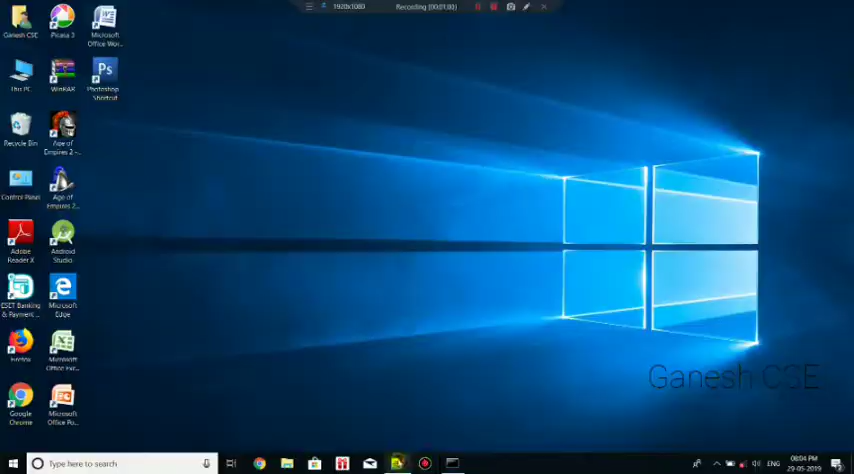 1920x1080
Recording [00:01:00]
Ganesh CSE
Picasa 3
Microsoft
Office Wor...
This PC
WinRAR
Ps
Photoshop
Shortcut
Recycle Bin
Age of
Empires 2 -...
Control Panel
Age of
Empires 2...
Adobe
Reader X
Android
Studio
ESET Banking
& Payment ...
Microsoft
Edge
Firefox
Microsoft
Office Exc...
Google
Chrome
Microsoft
Office Po...
Ganesh CSE
Type here to search
ENG
08:04 PM
29-05-2019